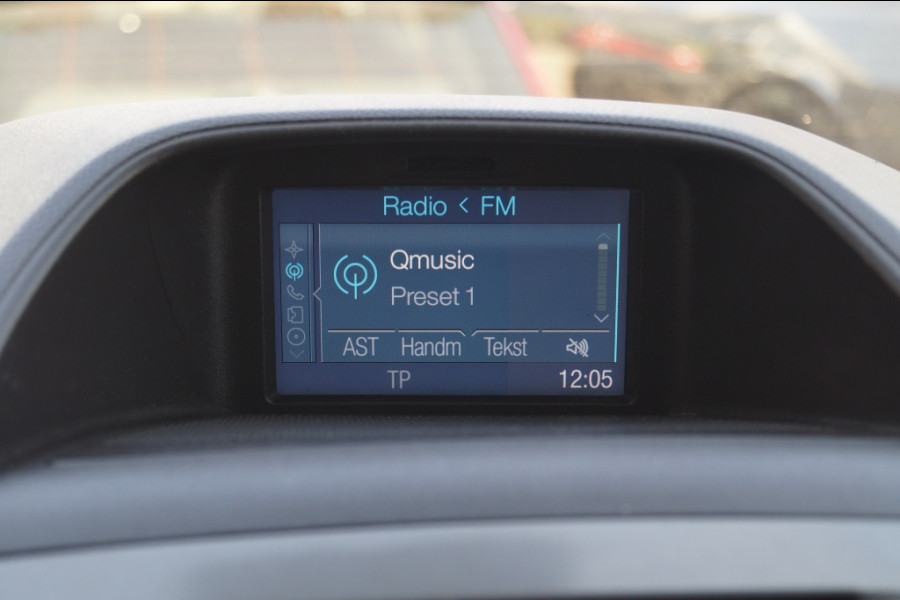 Radio < FM
Qmusic
Preset 1
AST Handm Tekst
TP 12:05